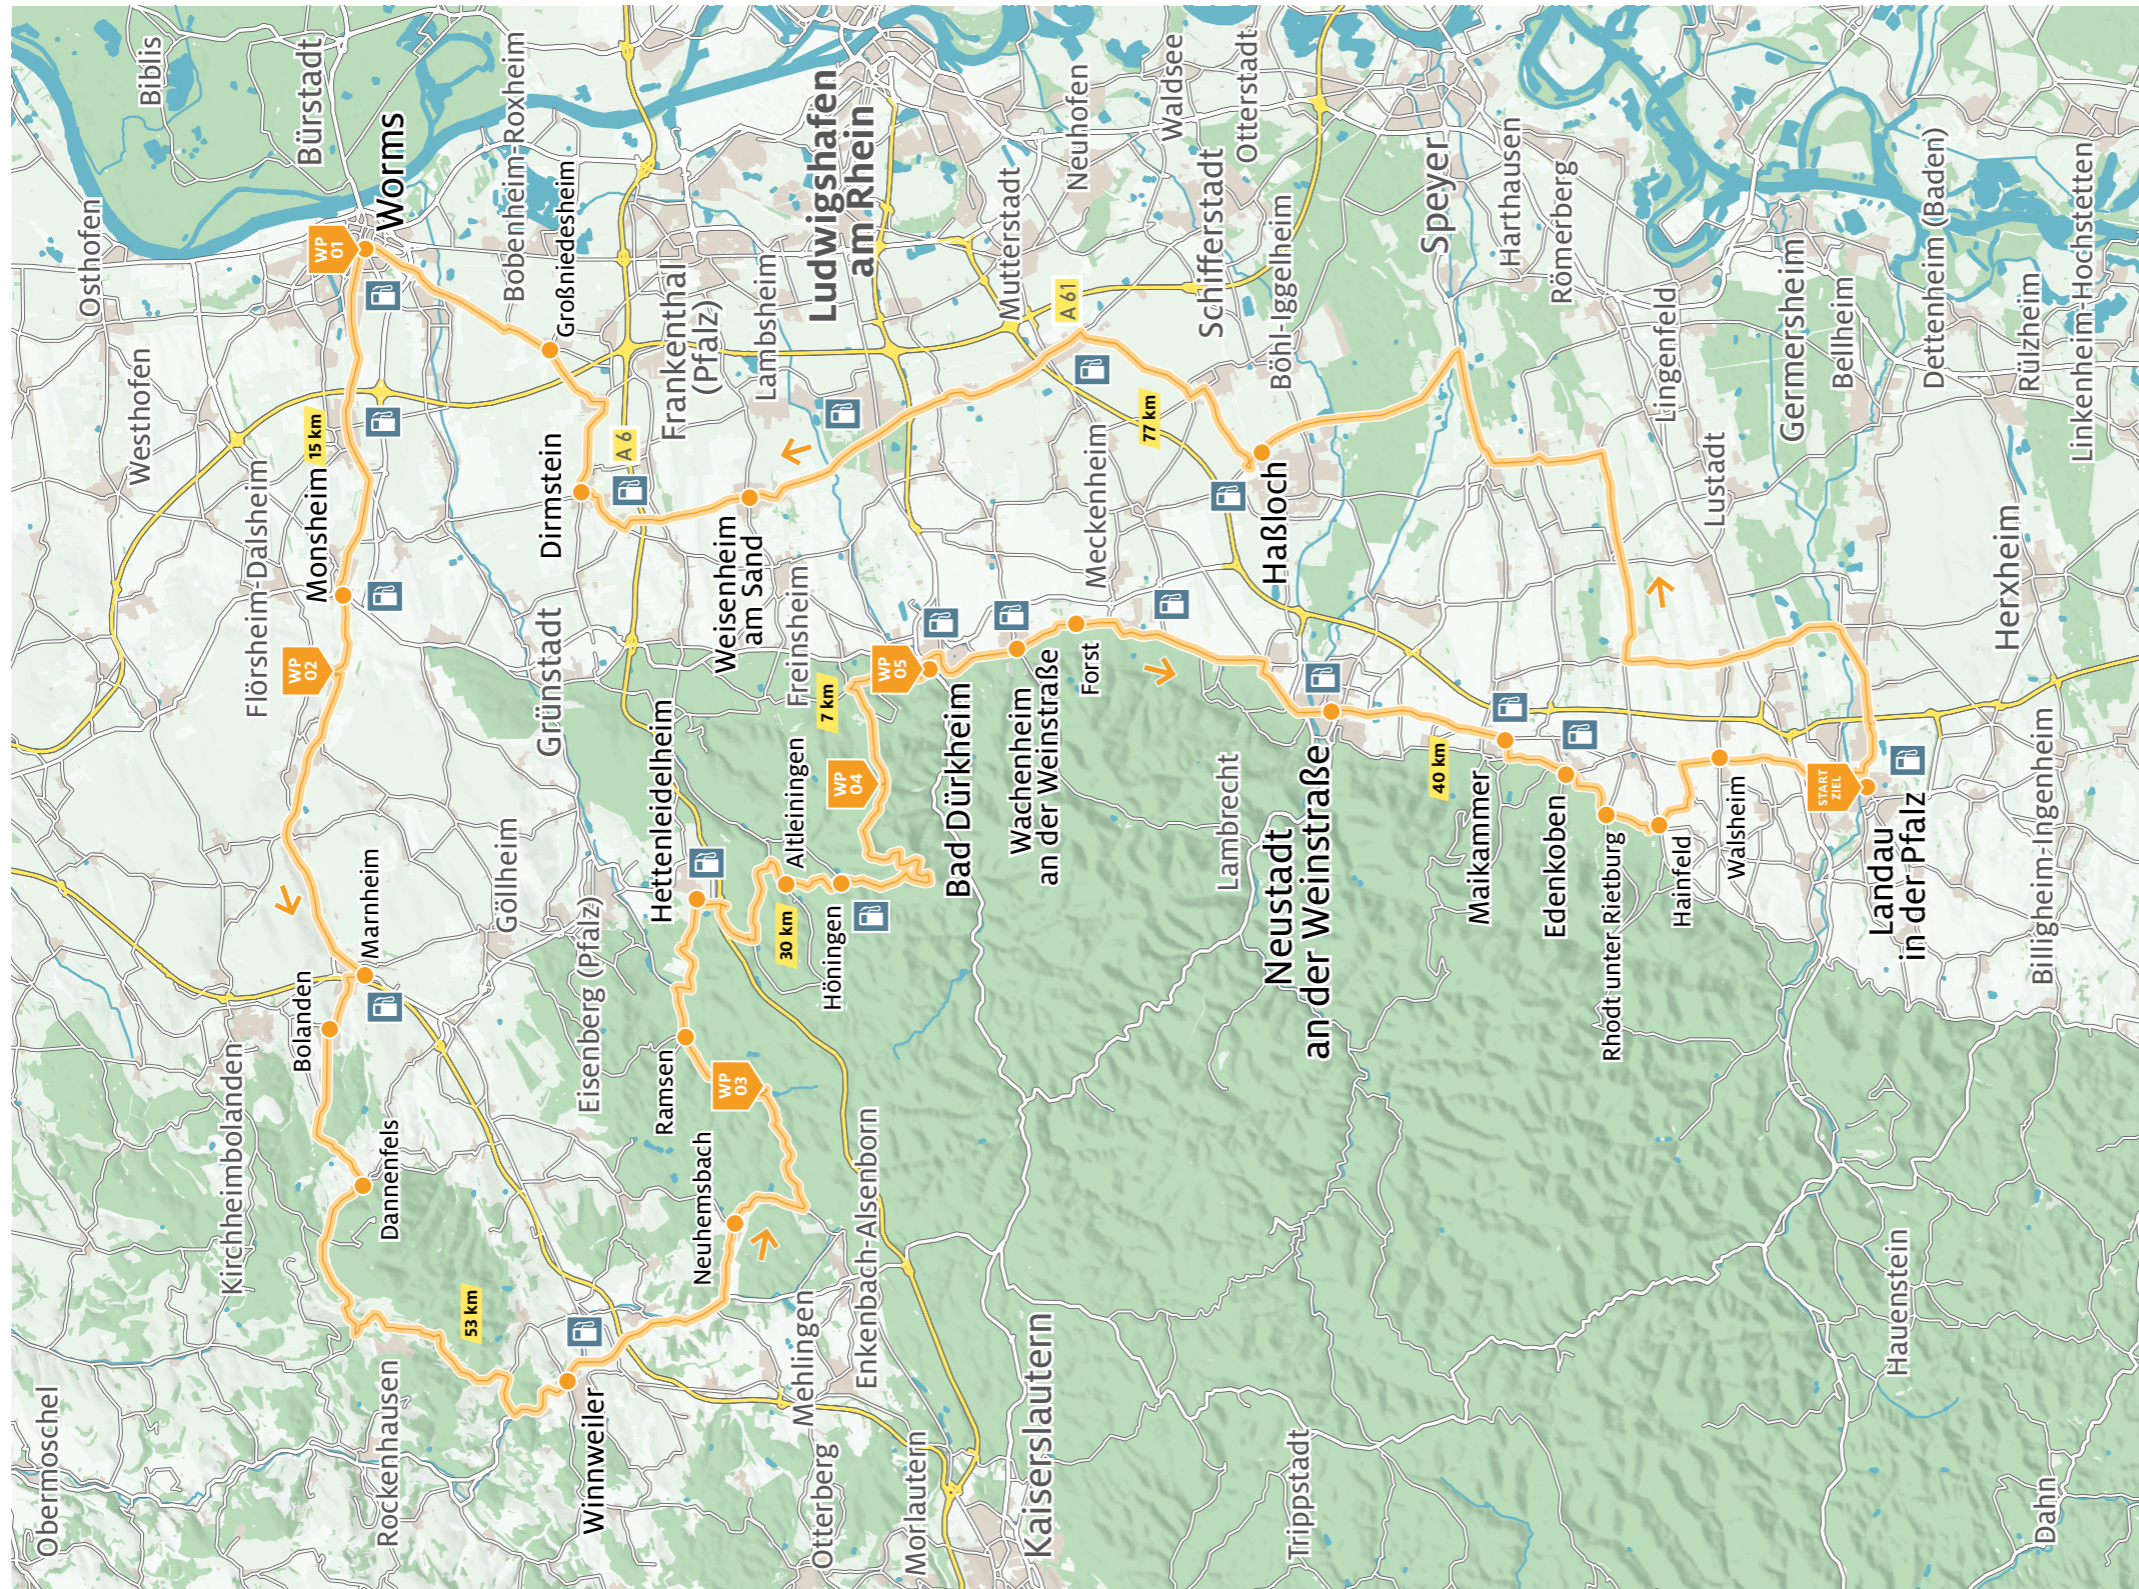 Obermoschel
Rockenhausen
Kirchheimbolanden
Bolanden
Marnheim
Dannenfels
53 km
Winnweiler
Göllheim
Eisenberg (Pfalz)
Neuhemsbach
Ramsen
WP
03
Mehlingen
Enkenbach-Alsenborn
Otterberg
Morlautern
Kaiserslautern
Trippstadt
Hauenstein
Dahn
Osthofen
Westhofen
Biblis
Bürstadt
Worms
WP
01
15 km
Monsheim
Flörsheim-Dalsheim
WP
02
Bobenheim-Roxheim
Großniedesheim
Dirmstein
A 6
Frankenthal
(Pfalz)
Lambsheim
Ludwigshafen
am Rhein
Grünstadt
Hettenleidelheim
Weisenheim
am Sand
Freinsheim
Altleiningen
30 km
Höningen
7 km
WP
04
WP
05
Bad Dürkheim
Wachenheim
an der Weinstraße
Forst
Meckenheim
Mutterstadt
A 61
Neuhofen
Waldsee
Otterstadt
Schifferstadt
Böhl-Iggelheim
77 km
Haßloch
Speyer
Harthausen
Römerberg
Lingenfeld
Lustadt
Germersheim
Bellheim
Dettenheim (Baden)
Rülzheim
Linkenheim-Hochstetten
Herxheim
Lambrecht
Neustadt
an der Weinstraße
40 km
Maikammer
Edenkoben
Rhodt unter Rietburg
Hainfeld
Walsheim
START
ZIEL
Landau
in der Pfalz
Billigheim-Ingenheim